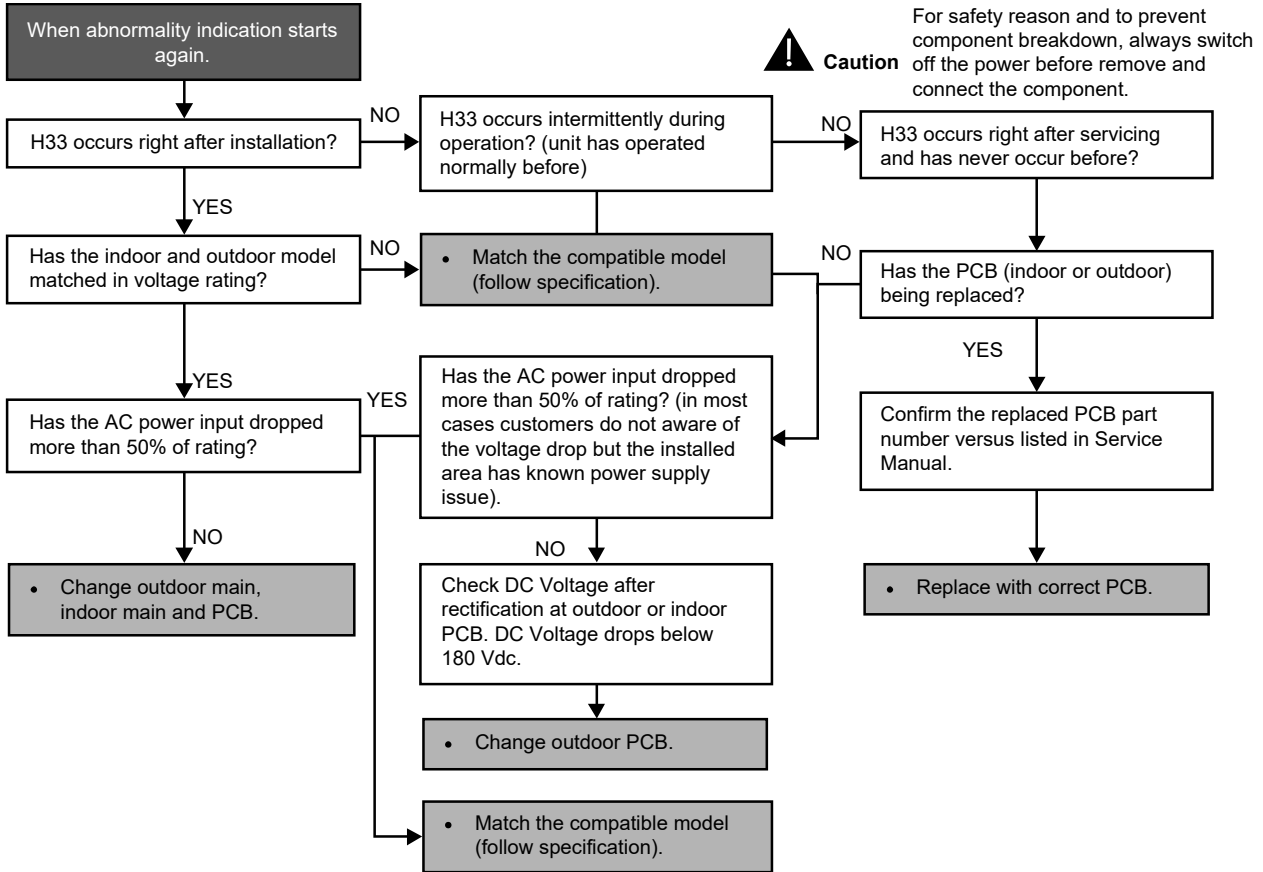 When abnormality indication starts
again.
For safety reason and to prevent
component breakdown, always switch
Caution off the power before remove and
connect the component.
H33 occurs right after installation?
NO
H33 occurs intermittently during
operation? (unit has operated
normally before)
NO
H33 occurs right after servicing
and has never occur before?
YES
Has the indoor and outdoor model
matched in voltage rating?
NO
• Match the compatible model
(follow specification).
NO
Has the PCB (indoor or outdoor)
being replaced?
YES
YES
Has the AC power input dropped
more than 50% of rating?
YES
Has the AC power input dropped
more than 50% of rating? (in most
cases customers do not aware of
the voltage drop but the installed
area has known power supply
issue).
Confirm the replaced PCB part
number versus listed in Service
Manual.
NO
NO
• Change outdoor main,
indoor main and PCB.
Check DC Voltage after
rectification at outdoor or indoor
PCB. DC Voltage drops below
180 Vdc.
• Replace with correct PCB.
• Change outdoor PCB.
• Match the compatible model
(follow specification).